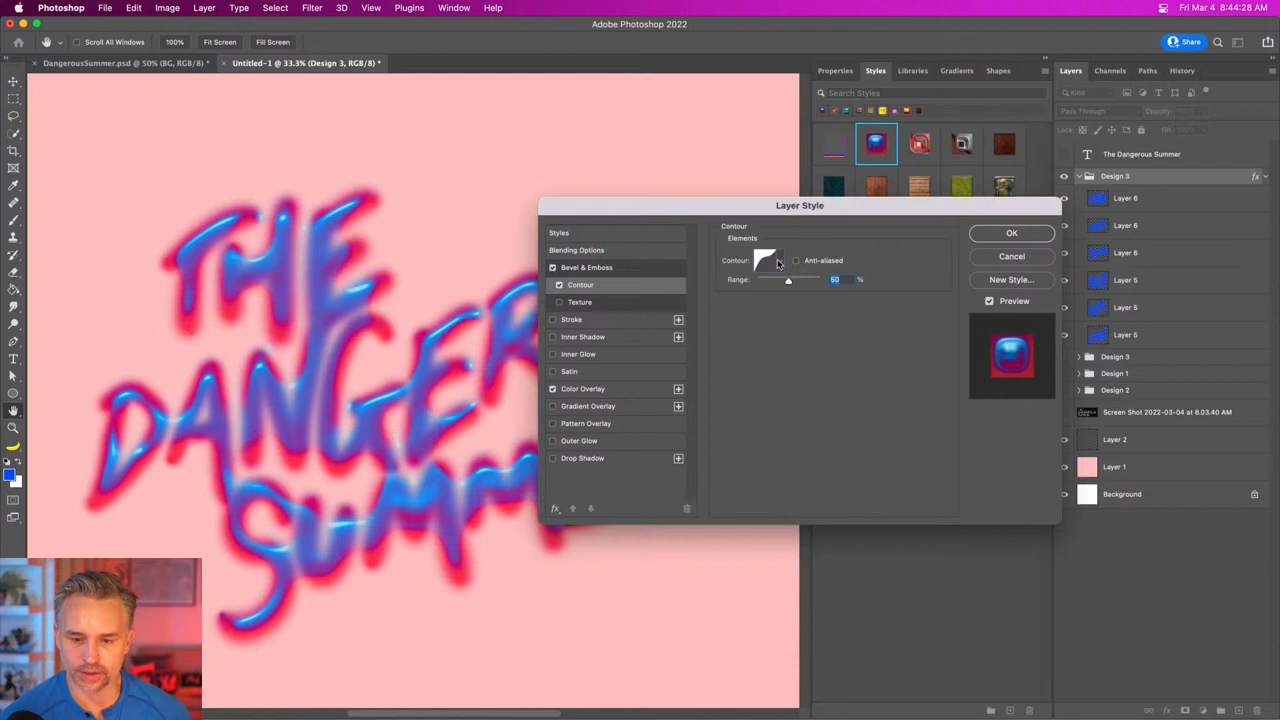 Photoshop File Edit Image Layer Type Select Filter 3D View Plugins Window Help Fri Mar 4 8:44:28 AM
Adobe Photoshop 2022
Scroll All Windows 100% Fit Screen Fill Screen Share
DangerousSummer.psd @ 50% (BG, RGB/8) * Untitled-1 @ 33.3% (Design 3, RGB/8) *
Properties Styles Libraries Gradients Shapes Layers Channels Paths History
Search Styles
Kind
Pass Through Opacity:
Lock: Fill:
The Dangerous Summer
Design 3 fx
Layer 6
Layer 6
Layer 6
Layer 5
Layer 5
Layer 5
Design 3
Design 1
Design 2
Screen Shot 2022-03-04 at 8.03.40 AM
Layer 2
Layer 1
Background
THE
DANGER
SUMM
Layer Style
Styles
Blending Options
Bevel & Emboss
Contour
Texture
Stroke
Inner Shadow
Inner Glow
Satin
Color Overlay
Gradient Overlay
Pattern Overlay
Outer Glow
Drop Shadow
fx
Contour
Elements
Contour: Anti-aliased
Range: 50 %
OK
Cancel
New Style...
Preview